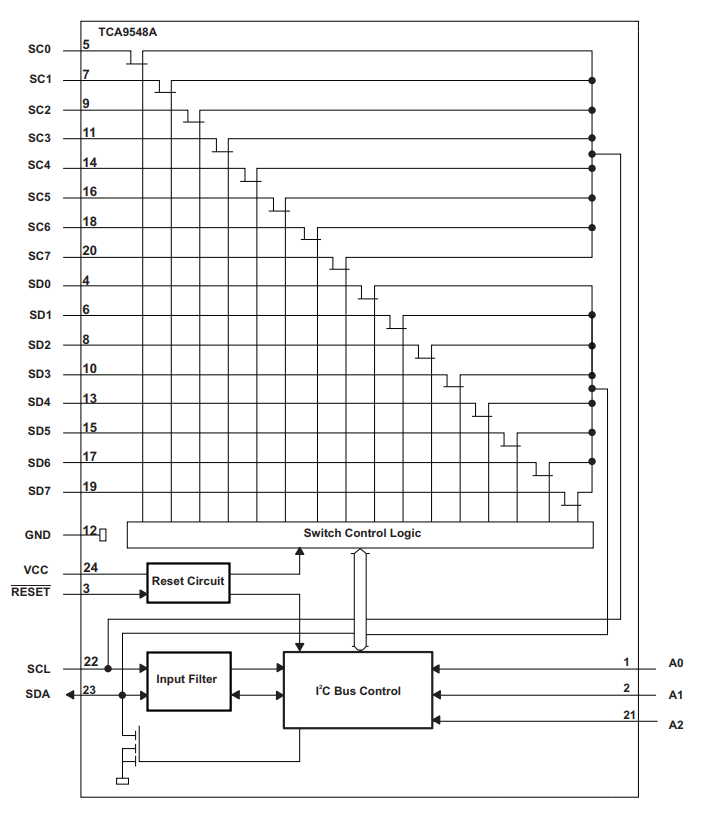 TCA9548A
SC0 5
SC1 7
SC2 9
SC3 11
SC4 14
SC5 16
SC6 18
SC7 20
SD0 4
SD1 6
SD2 8
SD3 10
SD4 13
SD5 15
SD6 17
SD7 19
GND 12
Switch Control Logic
VCC 24
RESET 3
Reset Circuit
SCL 22
SDA 23
Input Filter
I²C Bus Control
1 A0
2 A1
21 A2